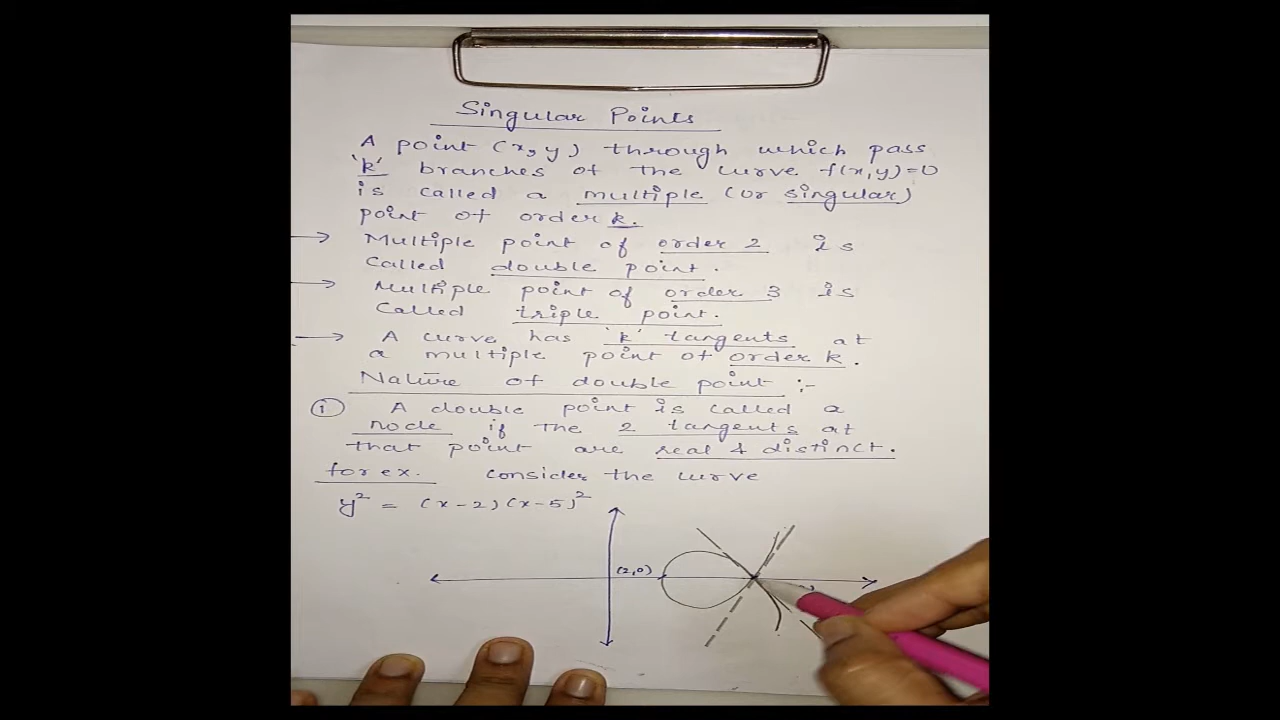 Singular Points
A point (x, y) through which pass
'k' branches of the curve f(x,y)=0
is called a multiple (or singular)
point of order k.
→ Multiple point of order 2 is
called double point.
→ Multiple point of order 3 is
called triple point.
→ A curve has 'k' tangents at
a multiple point of order k.
Nature of double point :-
(i) A double point is called a
node if the 2 tangents at
that point are real & distinct.
for ex. consider the curve
y² = (x-2)(x-5)²
(2,0)